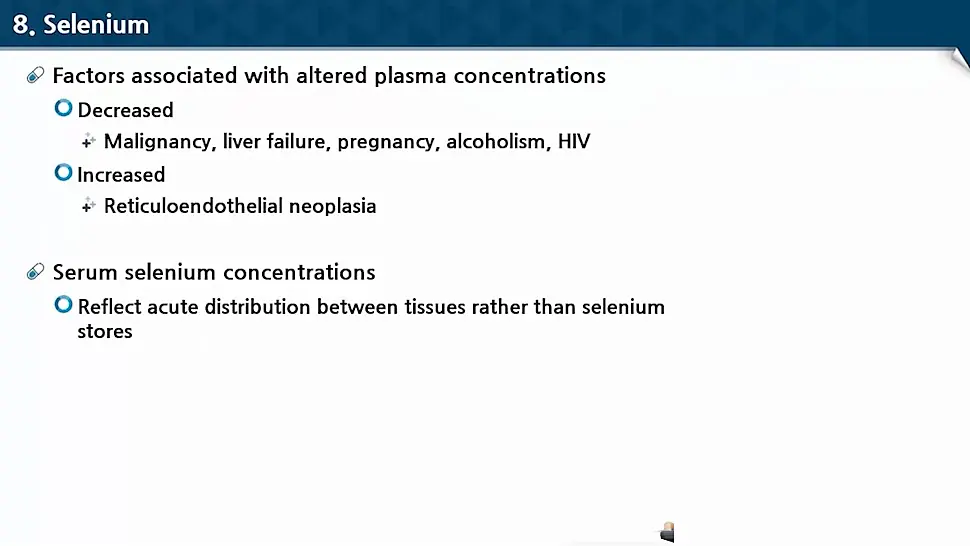 8. Selenium
Factors associated with altered plasma concentrations
Decreased
Malignancy, liver failure, pregnancy, alcoholism, HIV
Increased
Reticuloendothelial neoplasia
Serum selenium concentrations
Reflect acute distribution between tissues rather than selenium
stores